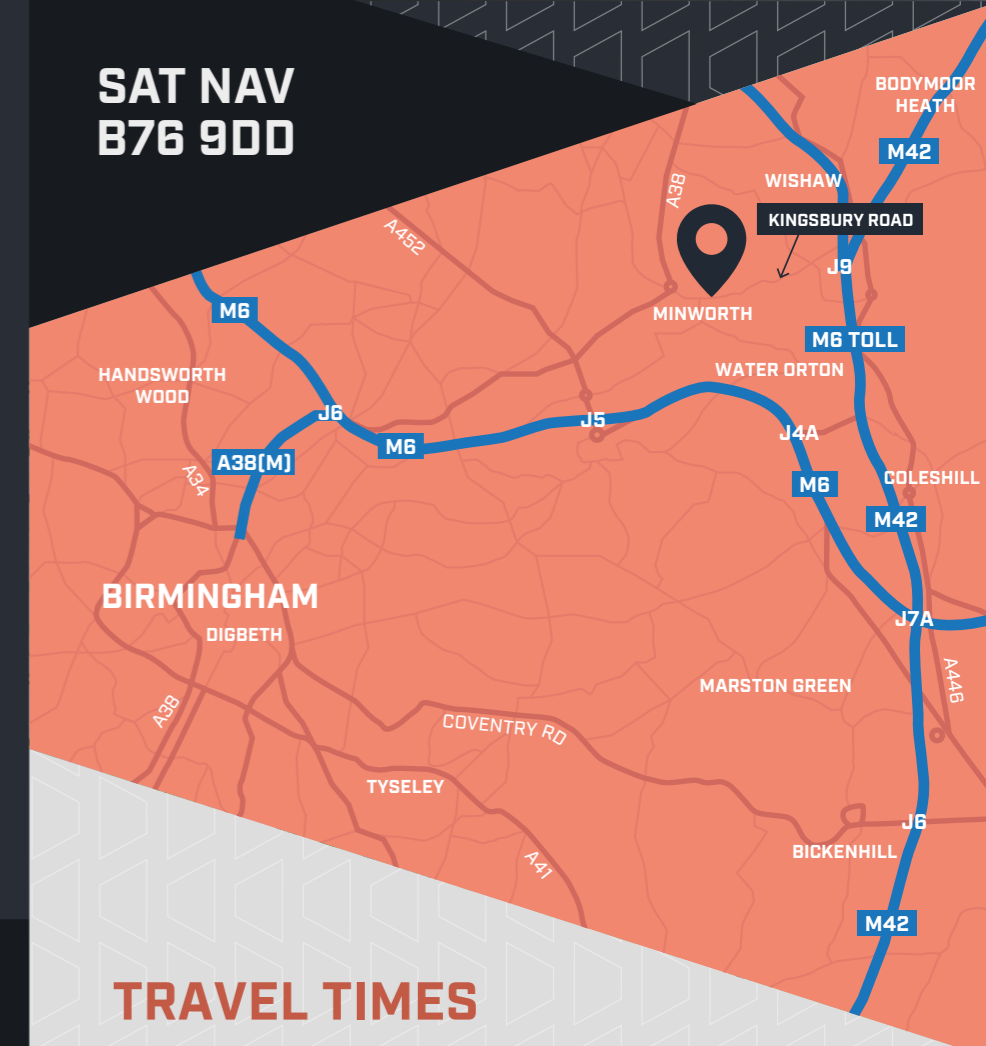 SAT NAV
B76 9DD
BODYMOOR
HEATH
M42
WISHAW
A38
KINGSBURY ROAD
A452
J9
M6
MINWORTH
M6 TOLL
WATER ORTON
HANDSWORTH
WOOD
J6
J5
J4A
M6
A38(M)
A34
M6
COLESHILL
M42
BIRMINGHAM
J7A
DIGBETH
MARSTON GREEN
A446
A38
COVENTRY RD
TYSELEY
J6
BICKENHILL
A41
M42
TRAVEL TIMES